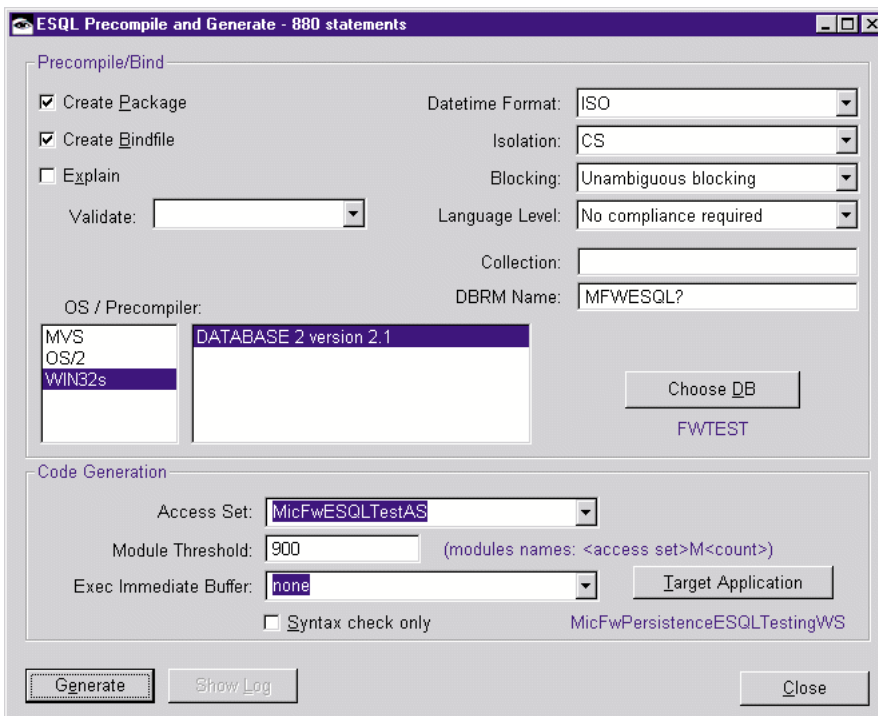 ESQL Precompile and Generate - 880 statements
Precompile/Bind
Create Package
Datetime Format: ISO
Create Bindfile
Isolation: CS
Explain
Blocking: Unambiguous blocking
Validate:
Language Level: No compliance required
Collection:
DBRM Name: MFWESQL?
OS / Precompiler:
MVS
OS/2
WIN32s
DATABASE 2 version 2.1
Choose DB
FWTEST
Code Generation
Access Set: MicFwESQLTestAS
Module Threshold: 900 (modules names: <access set>M<count>)
Exec Immediate Buffer: none
Target Application
Syntax check only
MicFwPersistenceESQLTestingWS
Generate
Show Log
Close